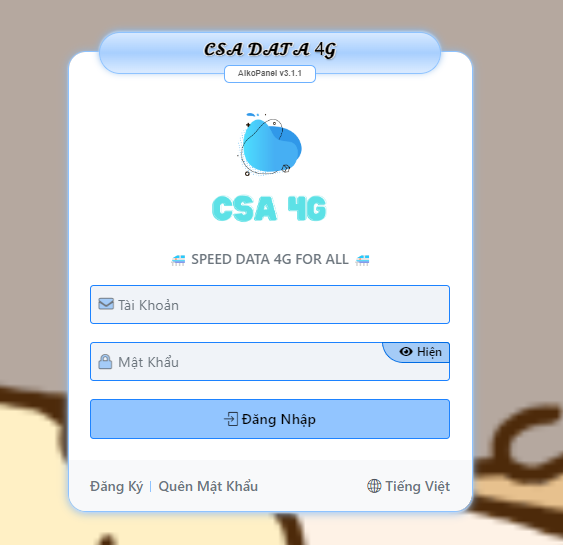 CSA DATA 4G
AikoPanel v3.1.1
CSA 4G
SPEED DATA 4G FOR ALL
Tài Khoản
Hiện
Mật Khẩu
Đăng Nhập
Đăng Ký | Quên Mật Khẩu Tiếng Việt